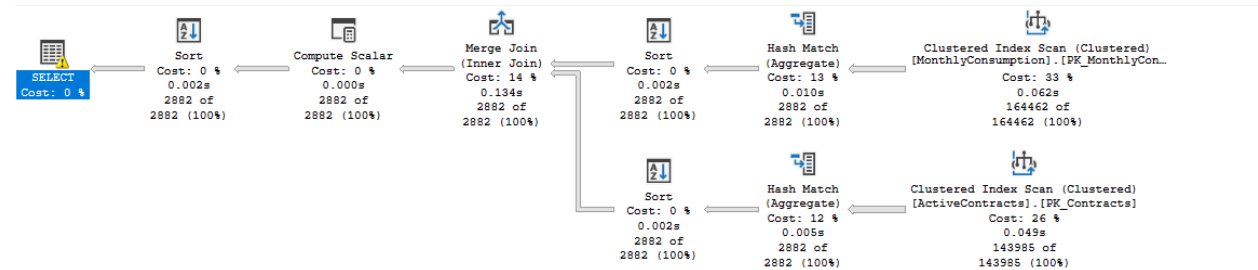 SELECT
Cost: 0 %
Sort
Cost: 0 %
0.002s
2882 of
2882 (100%)
Compute Scalar
Cost: 0 %
0.000s
2882 of
2882 (100%)
Merge Join
(Inner Join)
Cost: 14 %
0.134s
2882 of
2882 (100%)
Sort
Cost: 0 %
0.002s
2882 of
2882 (100%)
Hash Match
(Aggregate)
Cost: 13 %
0.010s
2882 of
2882 (100%)
Clustered Index Scan (Clustered)
[MonthlyConsumption].[PK_MonthlyCon…
Cost: 33 %
0.062s
164462 of
164462 (100%)
Sort
Cost: 0 %
0.002s
2882 of
2882 (100%)
Hash Match
(Aggregate)
Cost: 12 %
0.005s
2882 of
2882 (100%)
Clustered Index Scan (Clustered)
[ActiveContracts].[PK_Contracts]
Cost: 26 %
0.049s
143985 of
143985 (100%)